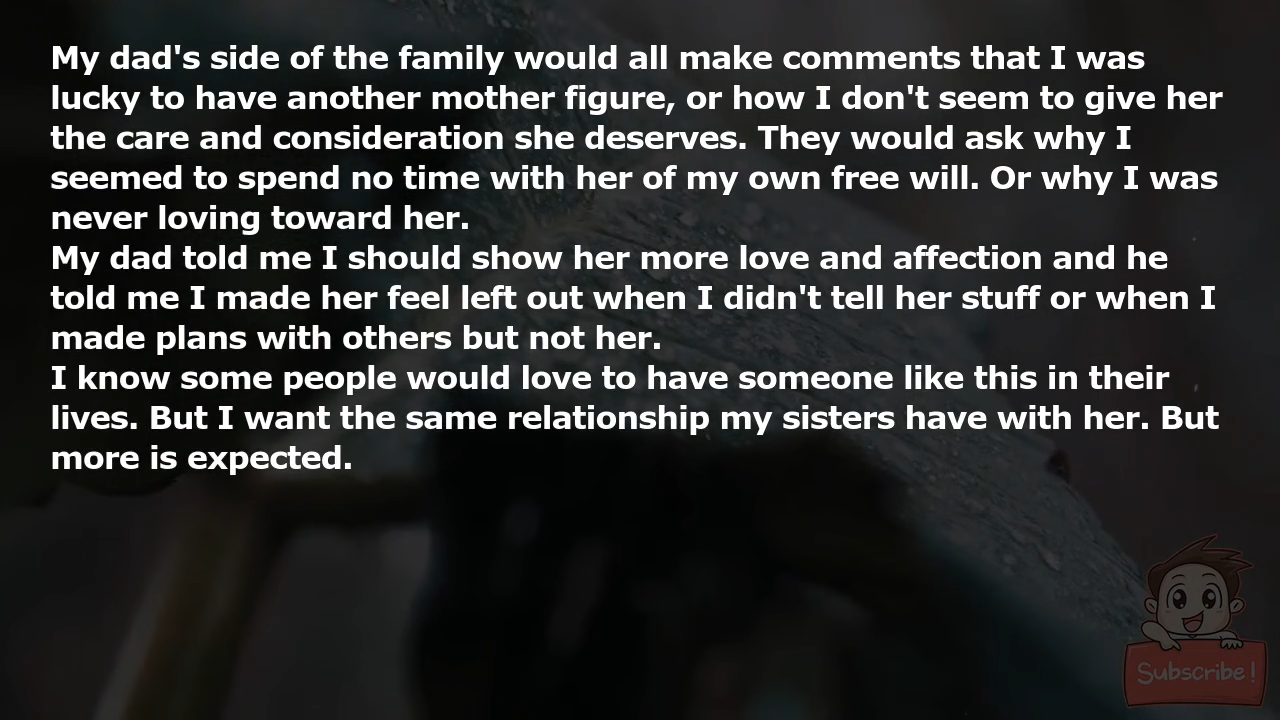 My dad's side of the family would all make comments that I was
lucky to have another mother figure, or how I don't seem to give her
the care and consideration she deserves. They would ask why I
seemed to spend no time with her of my own free will. Or why I was
never loving toward her.
My dad told me I should show her more love and affection and he
told me I made her feel left out when I didn't tell her stuff or when I
made plans with others but not her.
I know some people would love to have someone like this in their
lives. But I want the same relationship my sisters have with her. But
more is expected.
Subscribe!